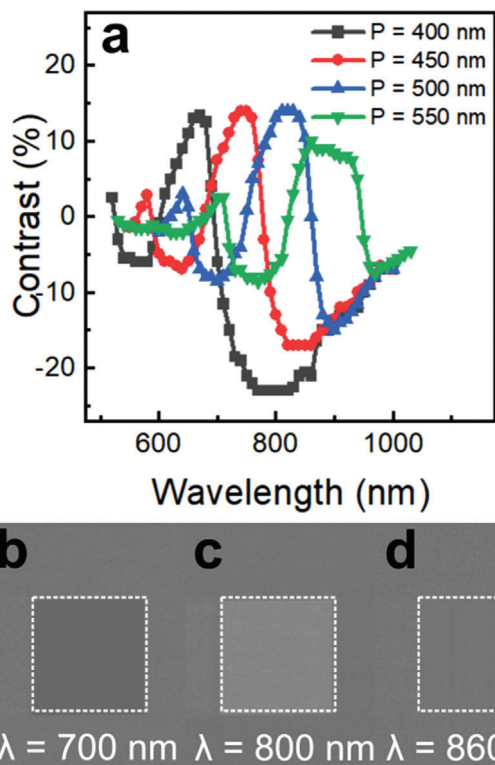 a
P = 400 nm
P = 450 nm
P = 500 nm
P = 550 nm
20
10
0
-10
-20
Contrast (%)
600 800 1000
Wavelength (nm)
b c d
λ = 700 nm λ = 800 nm λ = 860